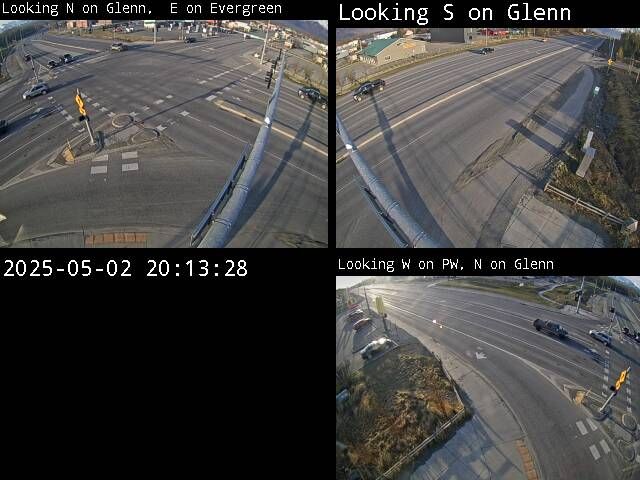 Looking N on Glenn, E on Evergreen
Looking S on Glenn
2025-05-02 20:13:28
Looking W on PW, N on Glenn